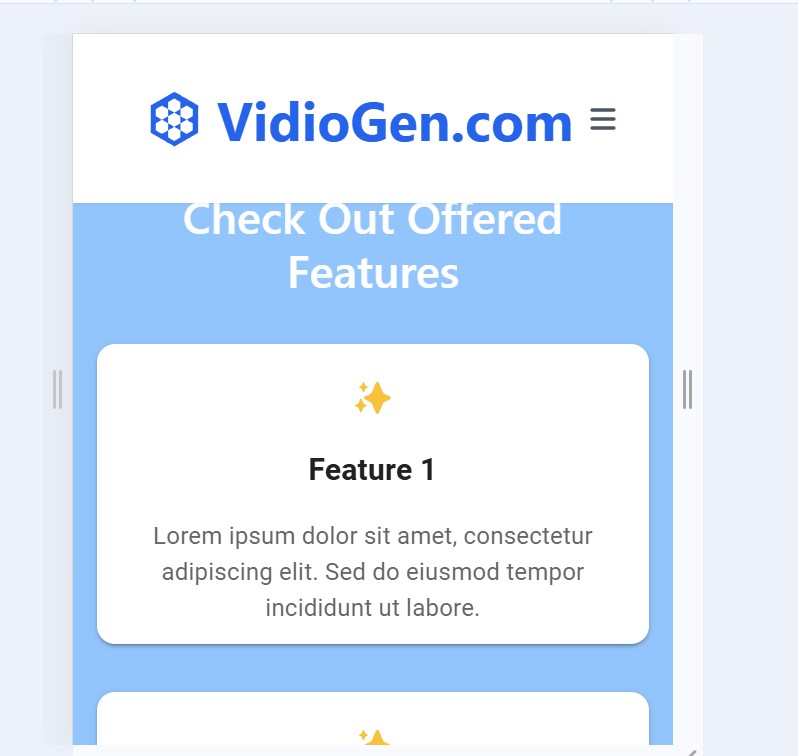 VidioGen.com
Check Out Offered
Features
Feature 1
Lorem ipsum dolor sit amet, consectetur
adipiscing elit. Sed do eiusmod tempor
incididunt ut labore.